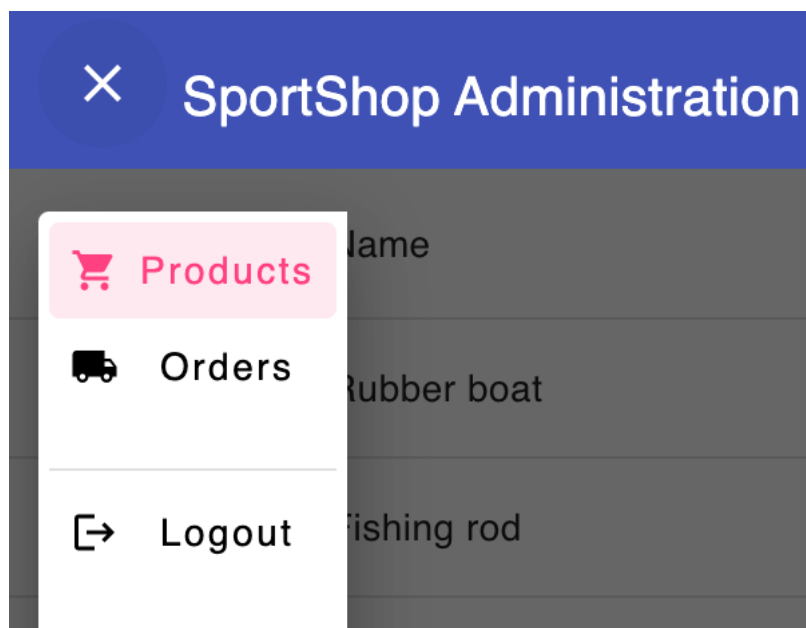 SportShop Administration
Products
Name
Orders
Rubber boat
Logout
Fishing rod